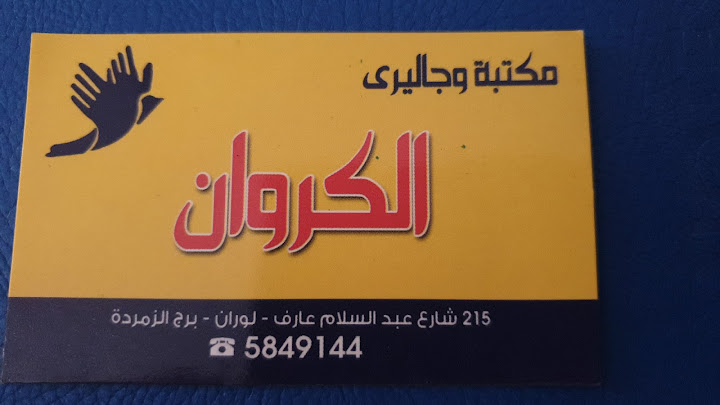 مكتبة وجاليرى
الكروان
215 شارع عبد السلام عارف - لوران - برج الزمردة
☎ 5849144